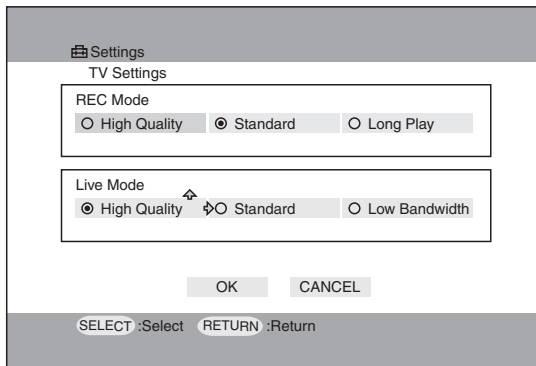 Settings
TV Settings
REC Mode
High Quality Standard Long Play
Live Mode
High Quality Standard Low Bandwidth
OK CANCEL
SELECT :Select RETURN :Return